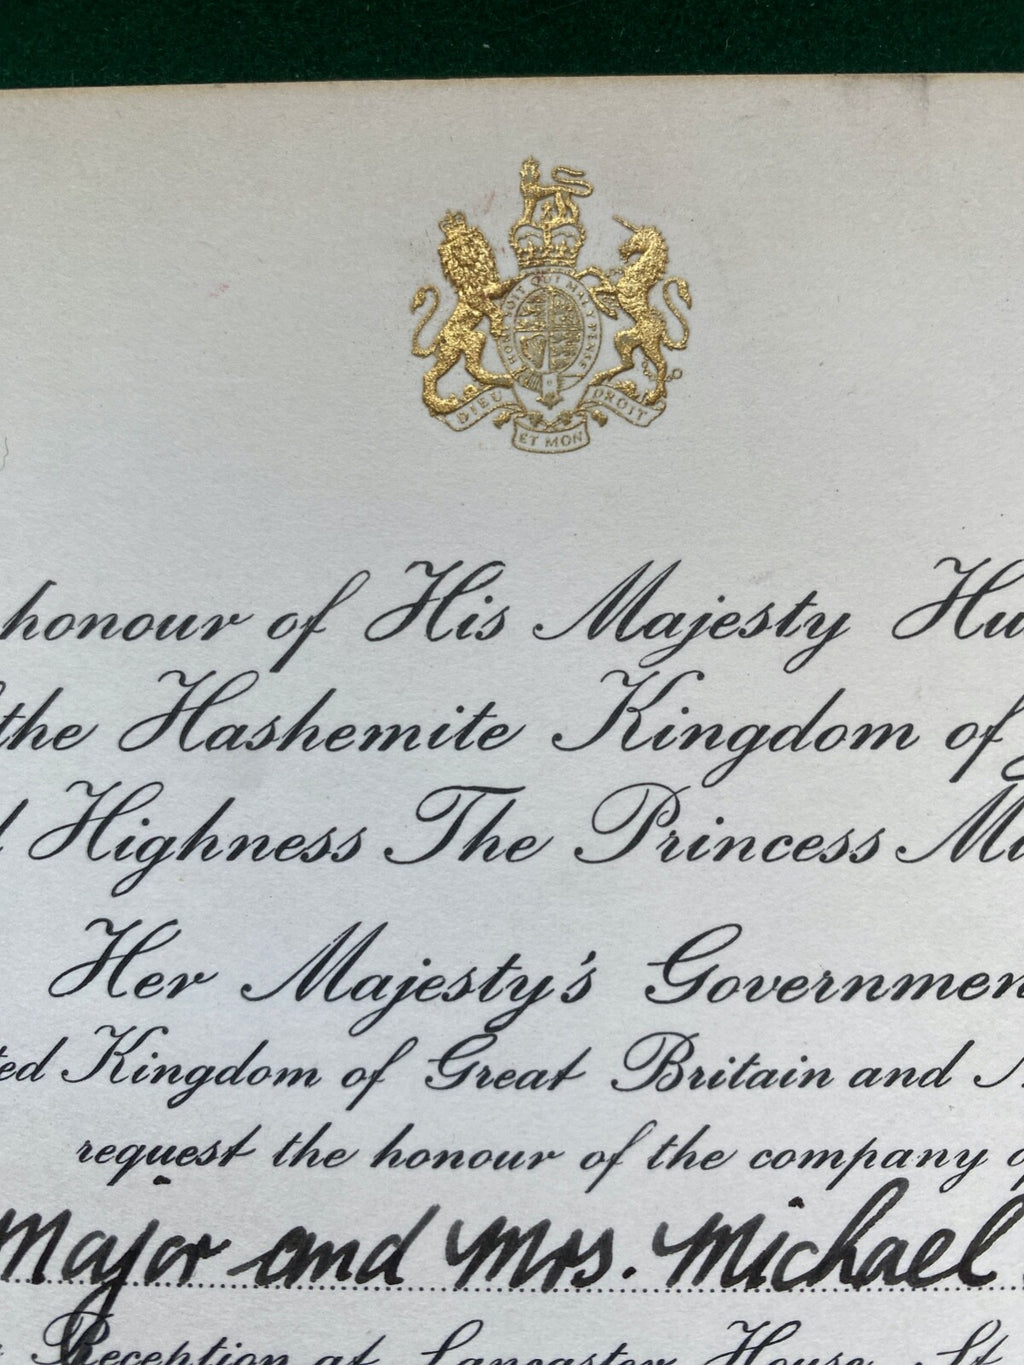 HONI SOIT QUI MAL Y PENSE
DIEU ET MON DROIT
honour of His Majesty Hu
the Hashemite Kingdom of
Highness The Princess Mu
Her Majesty's Governmen
ted Kingdom of Great Britain and N
request the honour of the company of
Major and Mrs. Michael
Reception at Lancaster House, St